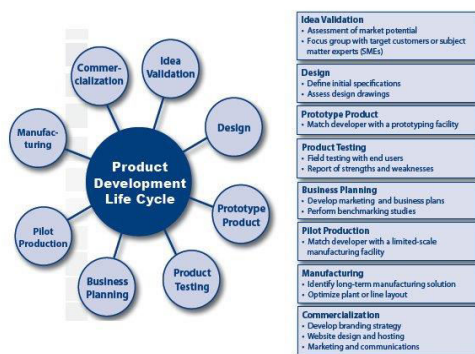 Commer-
cialization
Idea
Validation
Design
Prototype
Product
Product
Testing
Business
Planning
Pilot
Production
Manufac-
turing
Product
Development
Life Cycle
Idea Validation
• Assessment of market potential
• Focus group with target customers or subject
matter experts (SMEs)
Design
• Define initial specifications
• Assess design drawings
Prototype Product
• Match developer with a prototyping facility
Product Testing
• Field testing with end users
• Report of strengths and weaknesses
Business Planning
• Develop marketing and business plans
• Perform benchmarking studies
Pilot Production
• Match developer with a limited-scale
manufacturing facility
Manufacturing
• Identify long-term manufacturing solution
• Optimize plant or line layout
Commercialization
• Develop branding strategy
• Website design and hosting
• Marketing and communications